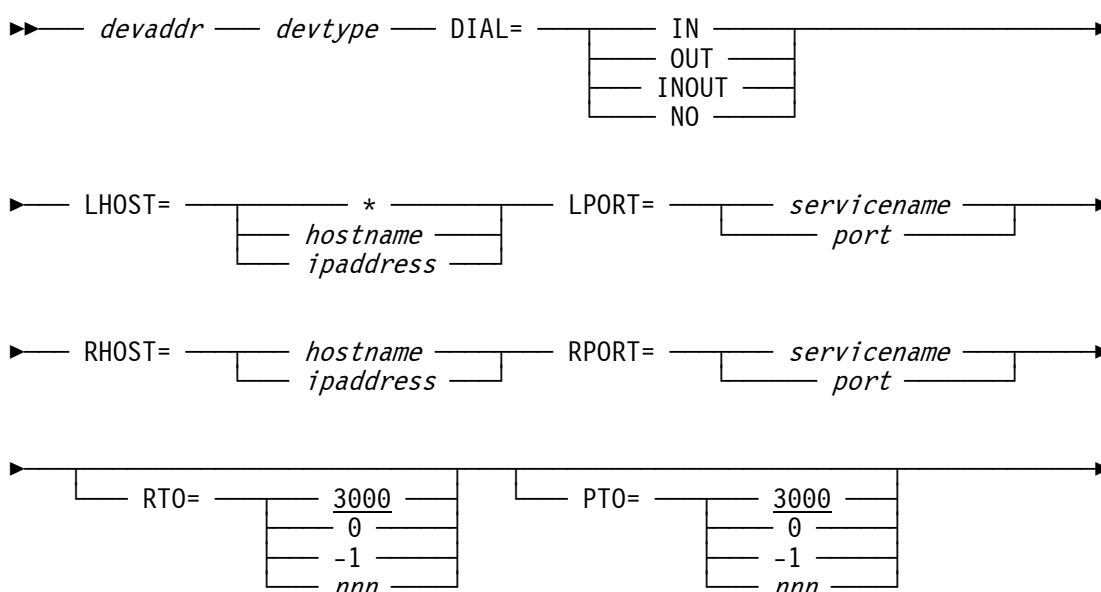 devaddr devtype DIAL= IN
OUT
INOUT
NO
LHOST= * LPORT= servicename
hostname port
ipaddress
RHOST= hostname RPORT= servicename
ipaddress port
RTO= 3000 PTO= 3000
0 0
-1 -1
nnn nnn